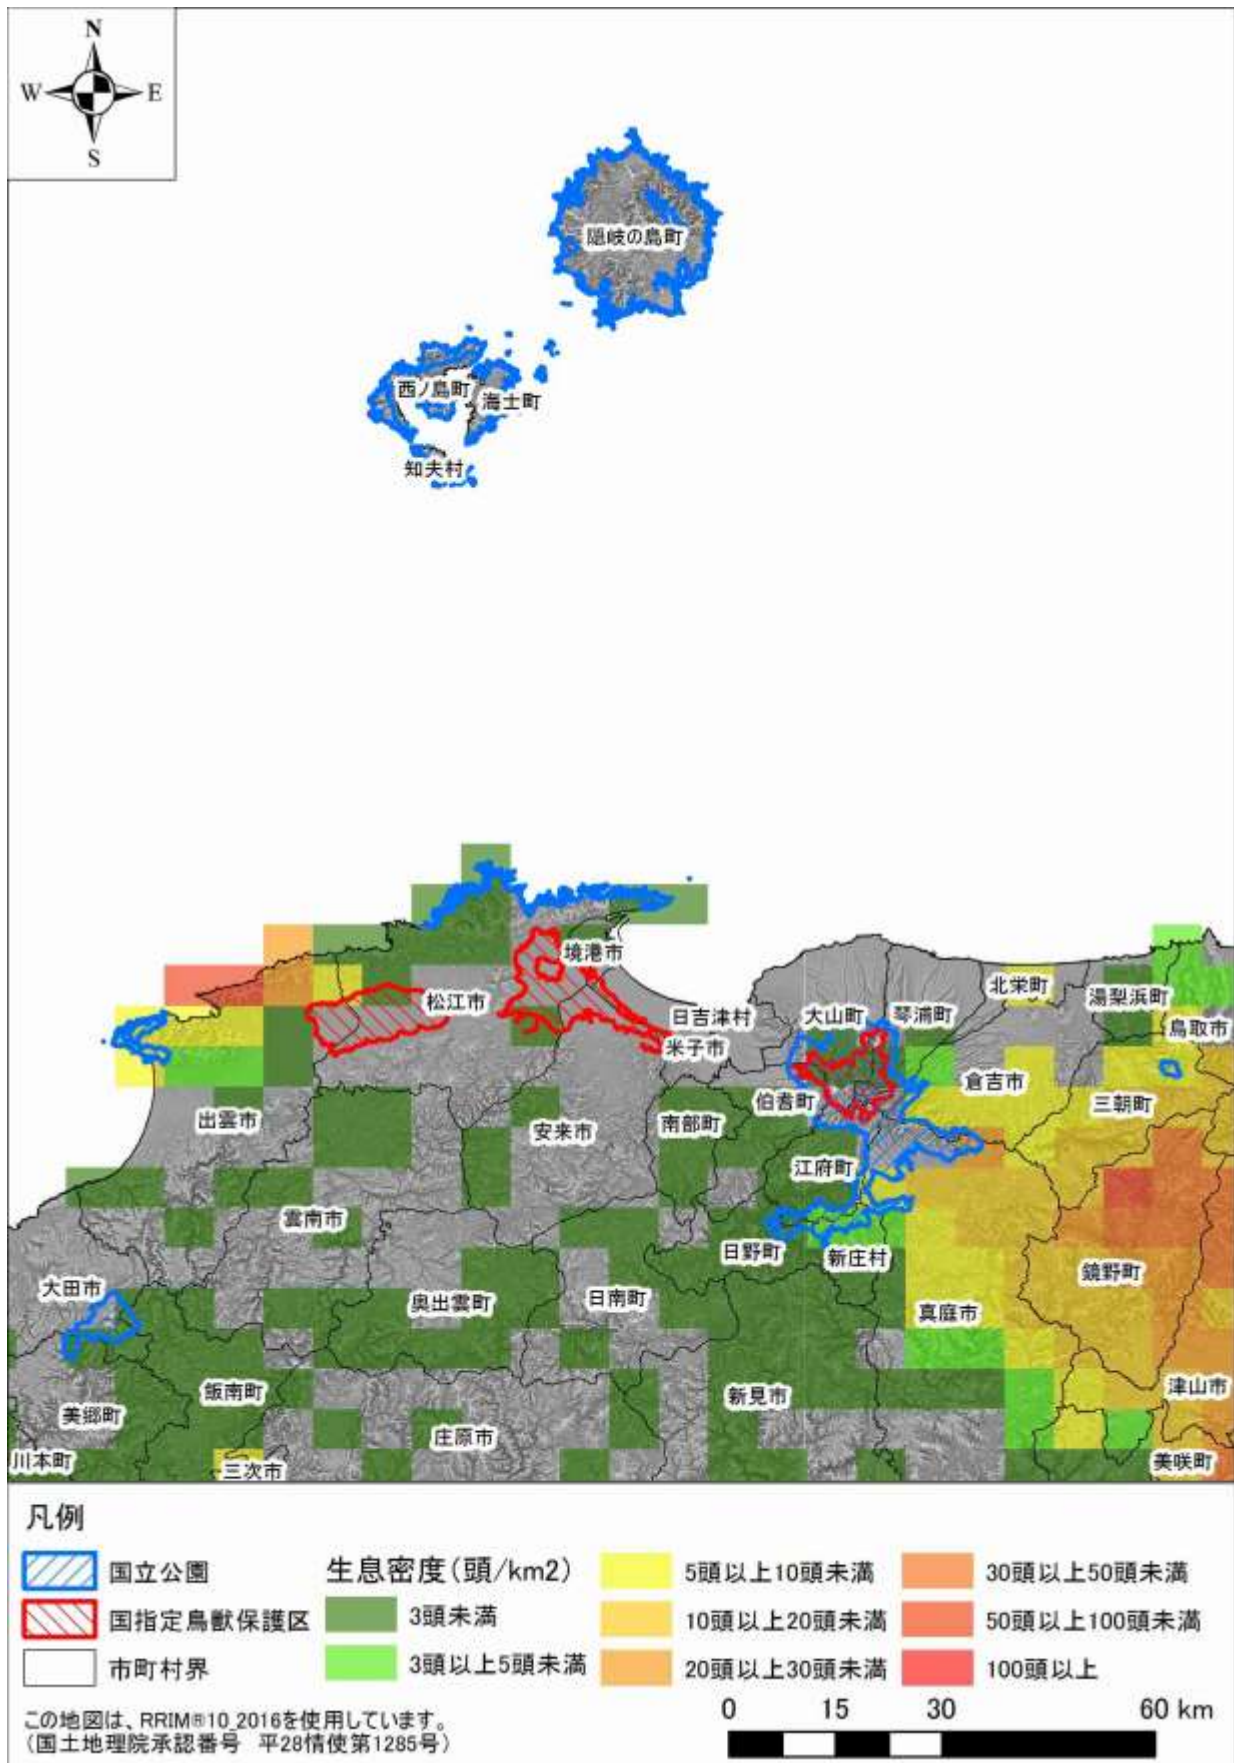 N
W E
S
隠岐の島町
西ノ島町
海士町
知夫村
境港市
松江市
北栄町
湯梨浜町
日吉津村
大山町
琴浦町
鳥取市
米子市
倉吉市
伯耆町
三朝町
出雲市
安来市
南部町
江府町
雲南市
日野町
新庄村
鏡野町
大田市
奥出雲町
日南町
真庭市
飯南町
新見市
津山市
美郷町
庄原市
川本町
三次市
美咲町
凡例
国立公園
国指定鳥獣保護区
市町村界
生息密度(頭/km2)
3頭未満
3頭以上5頭未満
5頭以上10頭未満
10頭以上20頭未満
20頭以上30頭未満
30頭以上50頭未満
50頭以上100頭未満
100頭以上
この地図は、RRIM®10_2016を使用しています。
(国土地理院承認番号 平28情使第1285号)
0 15 30 60 km